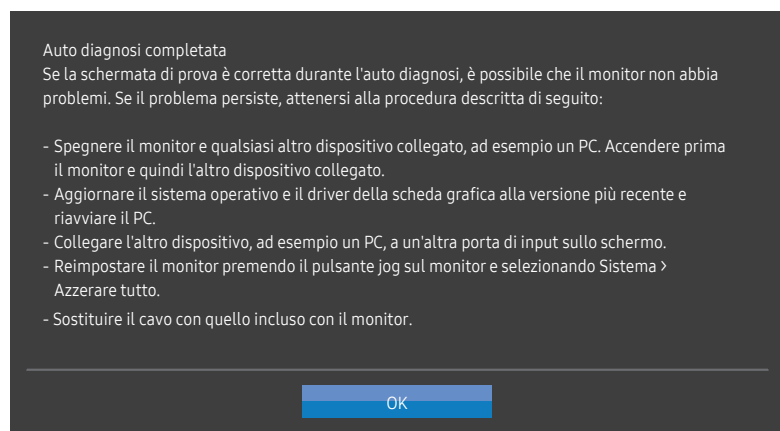 Auto diagnosi completata
Se la schermata di prova è corretta durante l'auto diagnosi, è possibile che il monitor non abbia
problemi. Se il problema persiste, attenersi alla procedura descritta di seguito:
- Spegnere il monitor e qualsiasi altro dispositivo collegato, ad esempio un PC. Accendere prima
il monitor e quindi l'altro dispositivo collegato.
- Aggiornare il sistema operativo e il driver della scheda grafica alla versione più recente e
riavviare il PC.
- Collegare l'altro dispositivo, ad esempio un PC, a un'altra porta di input sullo schermo.
- Reimpostare il monitor premendo il pulsante jog sul monitor e selezionando Sistema >
Azzerare tutto.
- Sostituire il cavo con quello incluso con il monitor.
OK